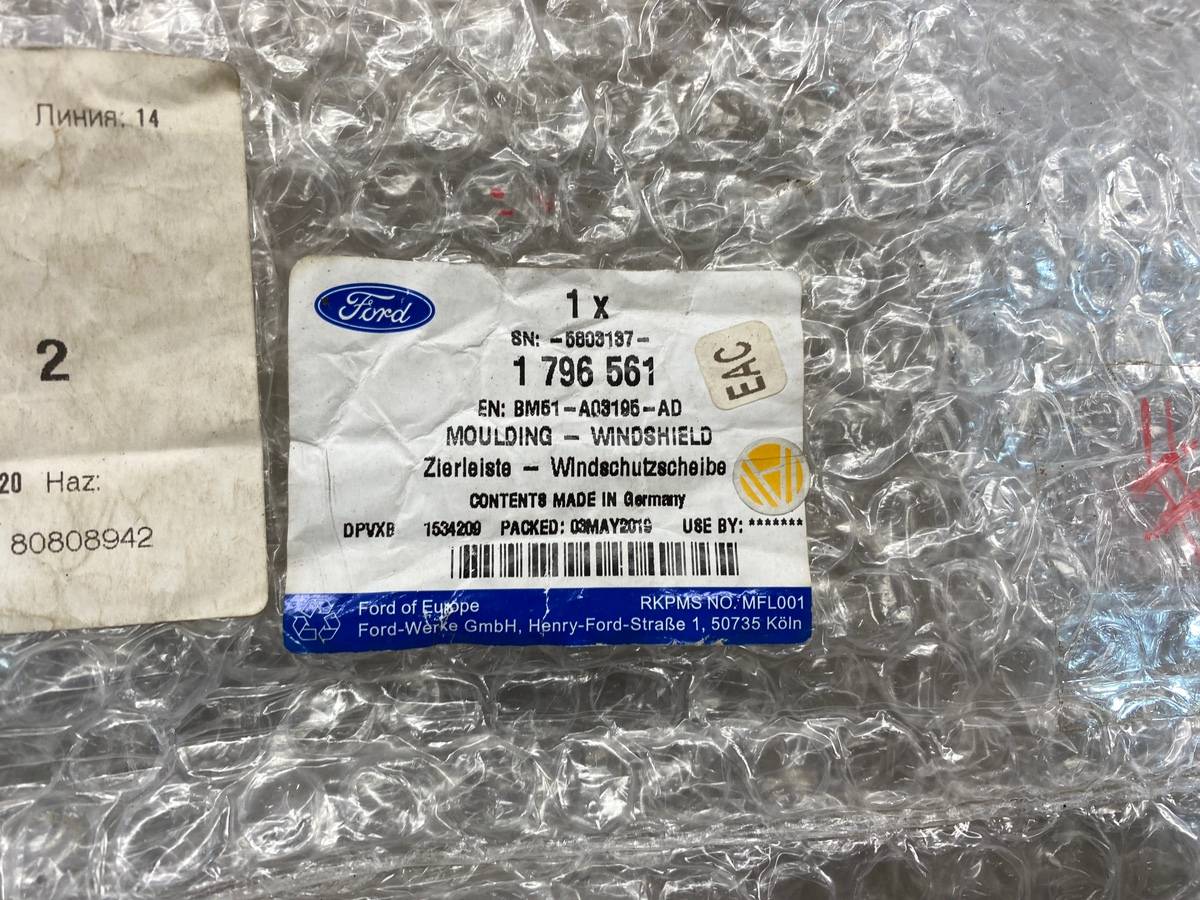 Линия: 14
2
20 Haz:
80808942
Ford
1 x
SN: -5803137-
1 796 561
EAC
EN: BM51-A03195-AD
MOULDING - WINDSHIELD
Zierleiste - Windschutzscheibe
CONTENTS MADE IN Germany
DPVXB 1534209 PACKED: 03MAY2019 USE BY: *******
Ford of Europe RKPMS NO. MFL001
Ford-Werke GmbH, Henry-Ford-Straße 1, 50735 Köln